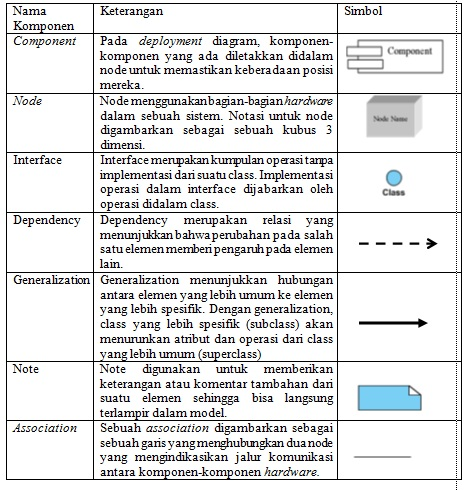 Nama Komponen Keterangan Simbol
Component Pada deployment diagram, komponen-
komponen yang ada diletakkan didalam
node untuk memastikan keberadaan posisi
mereka.
Component
Node Node menggunakan bagian-bagian hardware
dalam sebuah sistem. Notasi untuk node
digambarkan sebagai sebuah kubus 3
dimensi.
Node Name
Interface Interface merupakan kumpulan operasi tanpa
implementasi dari suatu class. Implementasi
operasi dalam interface dijabarkan oleh
operasi didalam class.
Class
Dependency Dependency merupakan relasi yang
menunjukkan bahwa perubahan pada salah
satu elemen memberi pengaruh pada elemen
lain.
Generalization Generalization menunjukkan hubungan
antara elemen yang lebih umum ke elemen
yang lebih spesifik. Dengan generalization,
class yang lebih spesifik (subclass) akan
menurunkan atribut dan operasi dari class
yang lebih umum (superclass)
Note Note digunakan untuk memberikan
keterangan atau komentar tambahan dari
suatu elemen sehingga bisa langsung
terlampir dalam model.
Association Sebuah association digambarkan sebagai
sebuah garis yang menghubungkan dua node
yang mengindikasikan jalur komunikasi
antara komponen-komponen hardware.